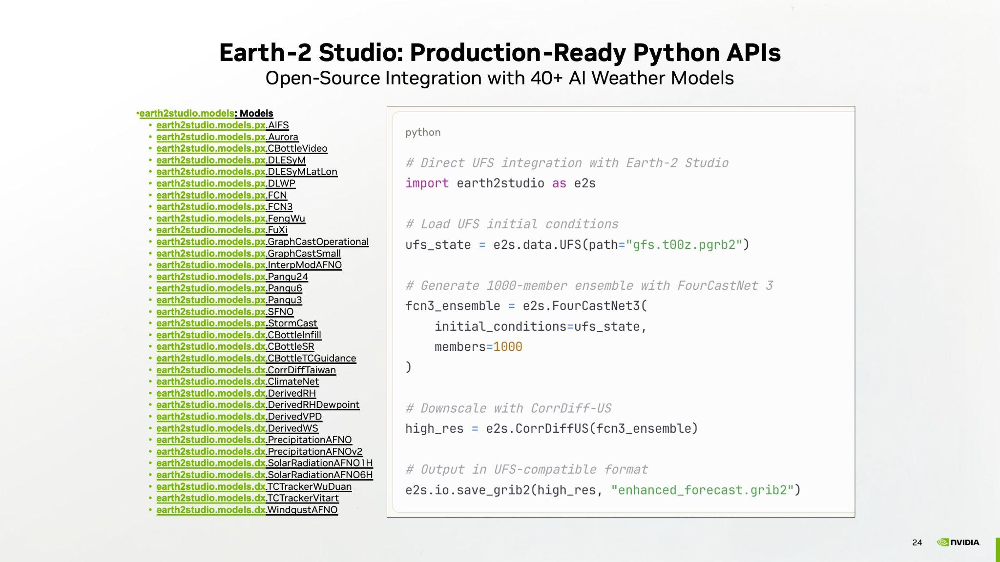 Earth-2 Studio: Production-Ready Python APIs
Open-Source Integration with 40+ AI Weather Models
•earth2studio.models: Models
• earth2studio.models.px.AIFS
• earth2studio.models.px.Aurora
• earth2studio.models.px.CBottleVideo
• earth2studio.models.px.DLESyM
• earth2studio.models.px.DLESyMLatLon
• earth2studio.models.px.DLWP
• earth2studio.models.px.FCN
• earth2studio.models.px.FCN3
• earth2studio.models.px.FengWu
• earth2studio.models.px.FuXi
• earth2studio.models.px.GraphCastOperational
• earth2studio.models.px.GraphCastSmall
• earth2studio.models.px.InterpModAFNO
• earth2studio.models.px.Pangu24
• earth2studio.models.px.Pangu6
• earth2studio.models.px.Pangu3
• earth2studio.models.px.SFNO
• earth2studio.models.px.StormCast
• earth2studio.models.dx.CBottleInfill
• earth2studio.models.dx.CBottleSR
• earth2studio.models.dx.CBottleTCGuidance
• earth2studio.models.dx.CorrDiffTaiwan
• earth2studio.models.dx.ClimateNet
• earth2studio.models.dx.DerivedRH
• earth2studio.models.dx.DerivedRHDewpoint
• earth2studio.models.dx.DerivedVPD
• earth2studio.models.dx.DerivedWS
• earth2studio.models.dx.PrecipitationAFNO
• earth2studio.models.dx.PrecipitationAFNOv2
• earth2studio.models.dx.SolarRadiationAFNO1H
• earth2studio.models.dx.SolarRadiationAFNO6H
• earth2studio.models.dx.TCTrackerWuDuan
• earth2studio.models.dx.TCTrackerVitart
• earth2studio.models.dx.WindgustAFNO
python
# Direct UFS integration with Earth-2 Studio
import earth2studio as e2s
# Load UFS initial conditions
ufs_state = e2s.data.UFS(path="gfs.t00z.pgrb2")
# Generate 1000-member ensemble with FourCastNet 3
fcn3_ensemble = e2s.FourCastNet3(
    initial_conditions=ufs_state,
    members=1000
)
# Downscale with CorrDiff-US
high_res = e2s.CorrDiffUS(fcn3_ensemble)
# Output in UFS-compatible format
e2s.io.save_grib2(high_res, "enhanced_forecast.grib2")
24
NVIDIA